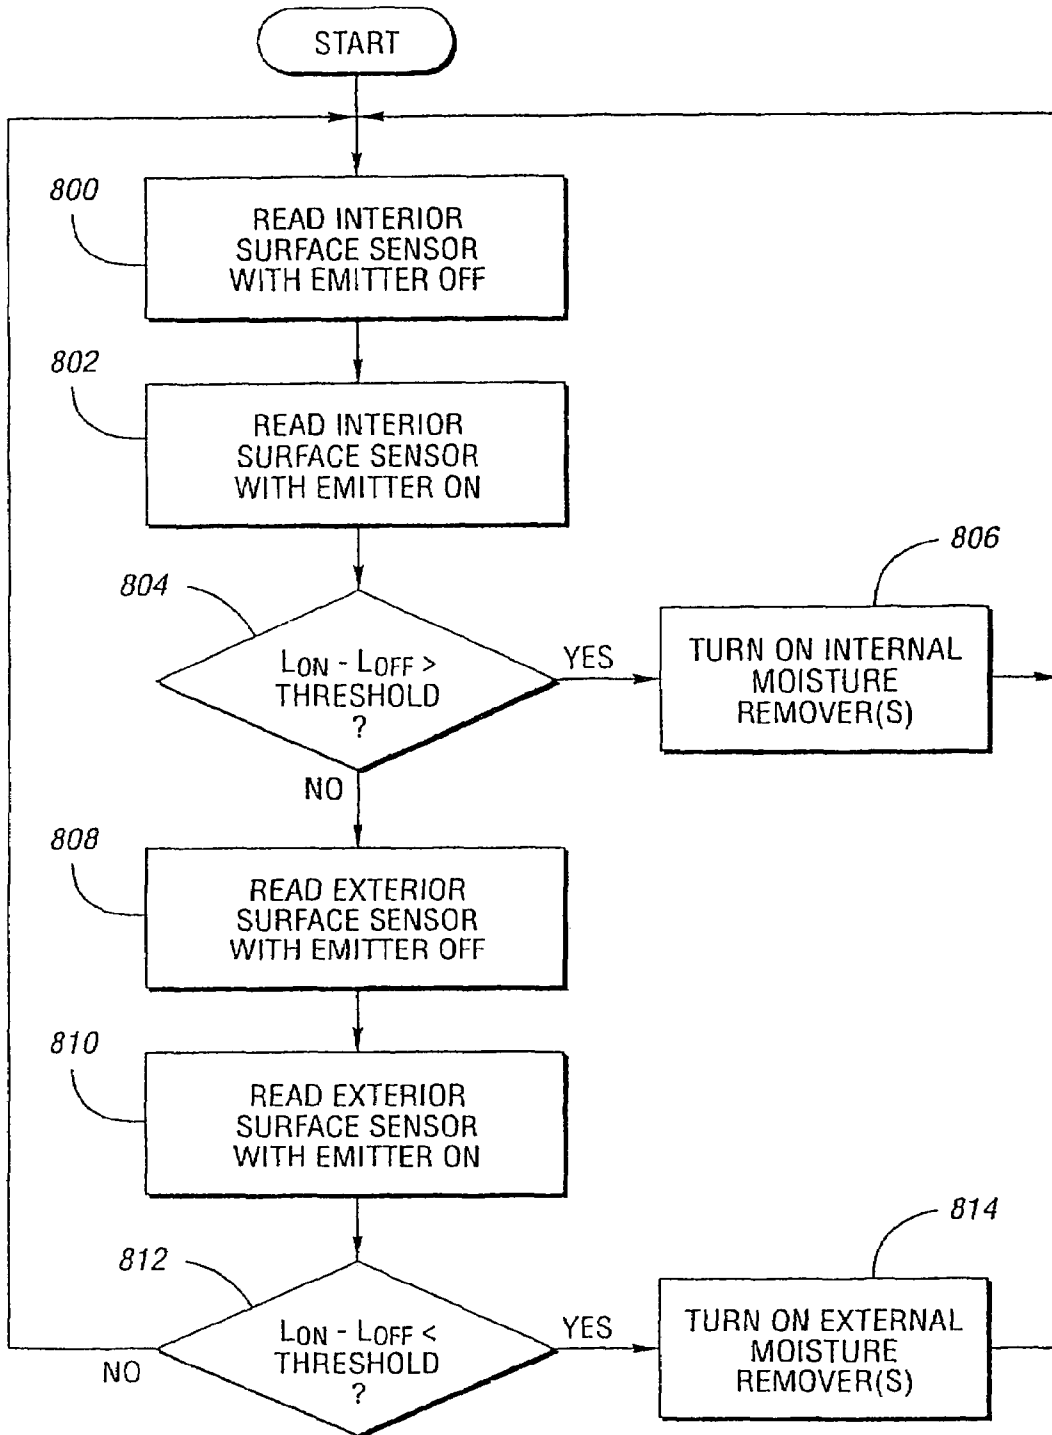 START
800
READ INTERIOR
SURFACE SENSOR
WITH EMITTER OFF
802
READ INTERIOR
SURFACE SENSOR
WITH EMITTER ON
804
LON - LOFF >
THRESHOLD
?
YES
806
TURN ON INTERNAL
MOISTURE
REMOVER(S)
NO
808
READ EXTERIOR
SURFACE SENSOR
WITH EMITTER OFF
810
READ EXTERIOR
SURFACE SENSOR
WITH EMITTER ON
812
LON - LOFF <
THRESHOLD
?
YES
814
TURN ON EXTERNAL
MOISTURE
REMOVER(S)
NO